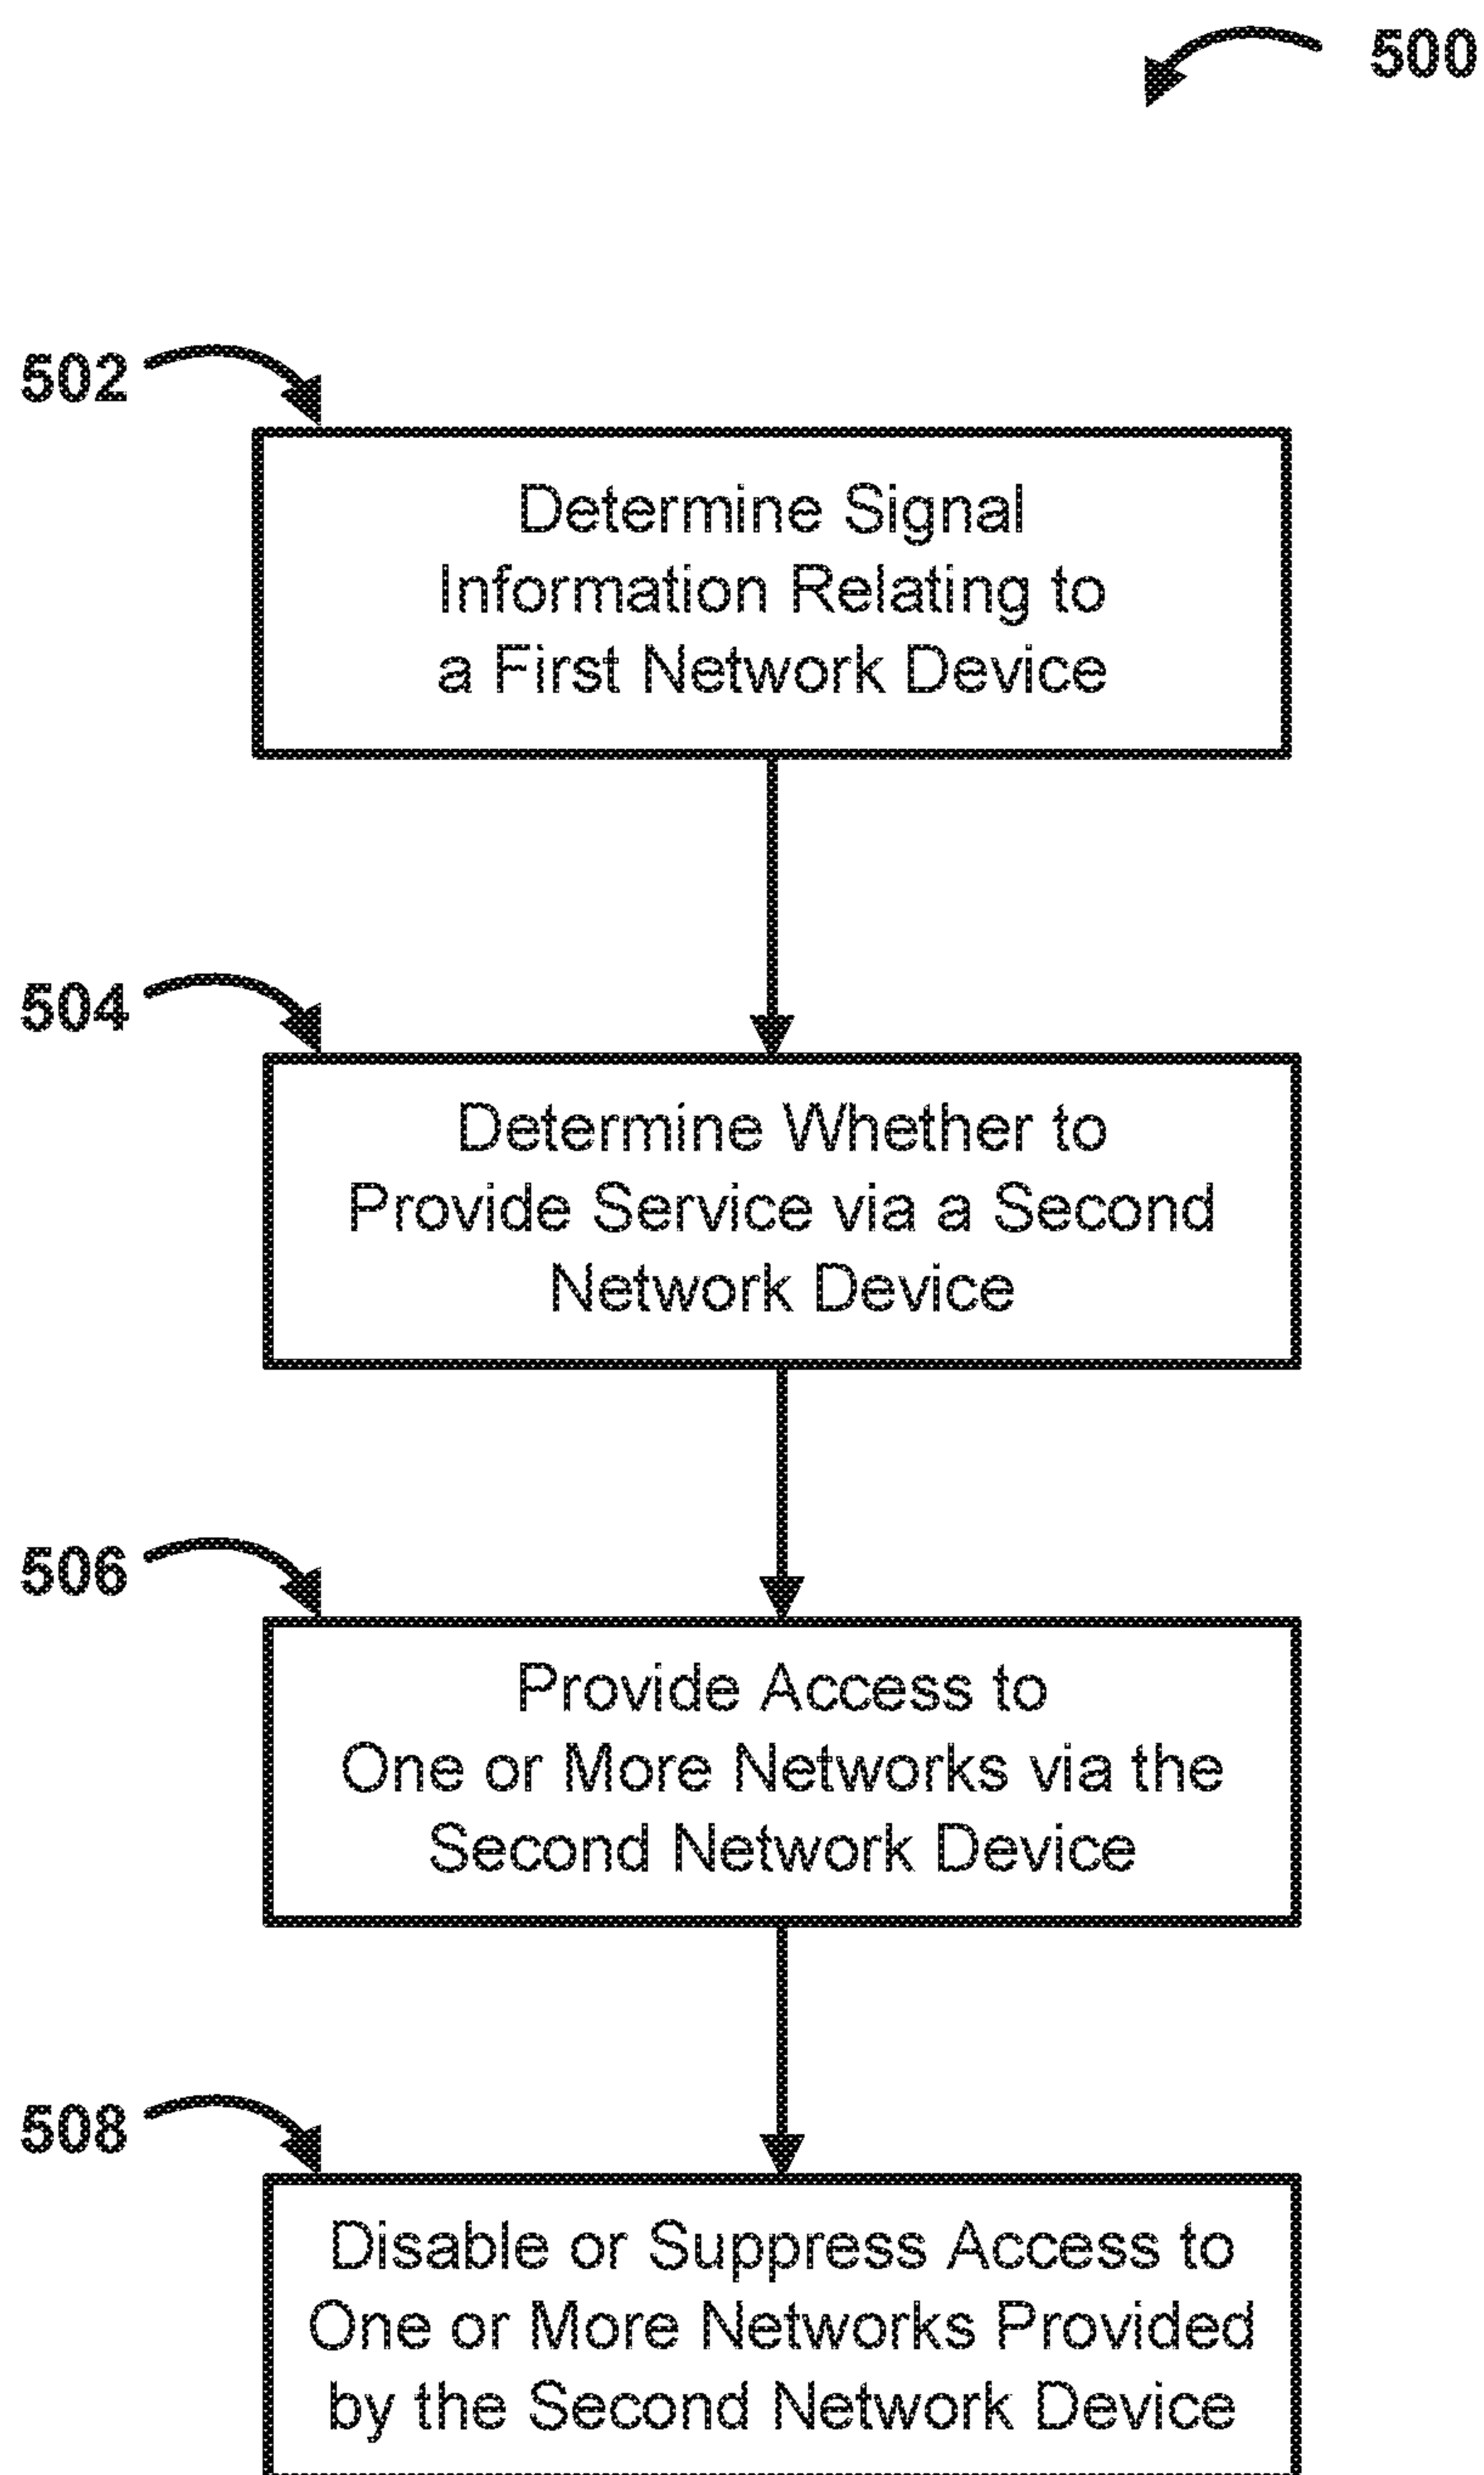 500
502
Determine Signal
Information Relating to
a First Network Device
504
Determine Whether to
Provide Service via a Second
Network Device
506
Provide Access to
One or More Networks via the
Second Network Device
508
Disable or Suppress Access to
One or More Networks Provided
by the Second Network Device